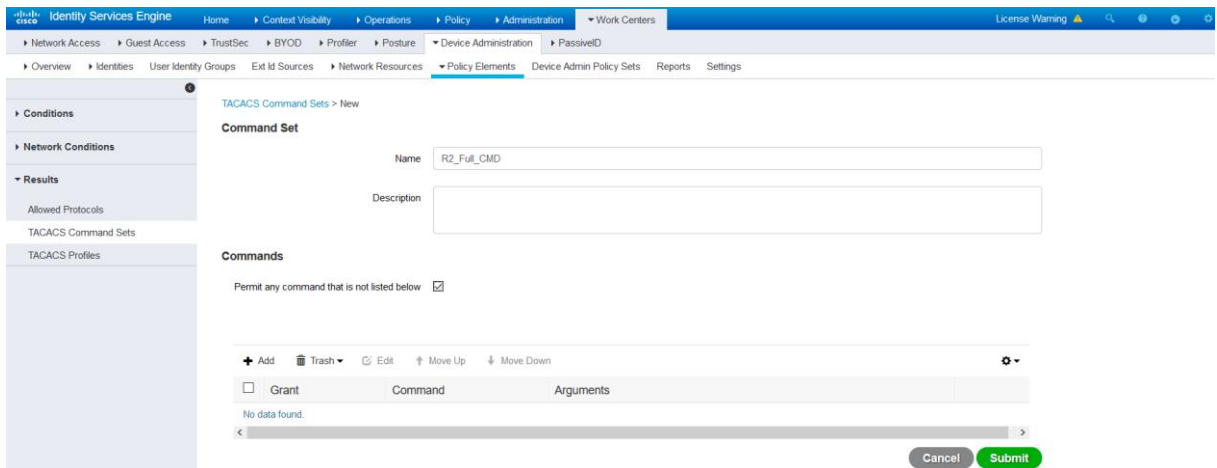 cisco Identity Services Engine Home Context Visibility Operations Policy Administration Work Centers License Warning
Network Access Guest Access TrustSec BYOD Profiler Posture Device Administration PassiveID
Overview Identities User Identity Groups Ext Id Sources Network Resources Policy Elements Device Admin Policy Sets Reports Settings
Conditions
Network Conditions
Results
Allowed Protocols
TACACS Command Sets
TACACS Profiles
TACACS Command Sets > New
Command Set
Name R2_Full_CMD
Description
Commands
Permit any command that is not listed below
Add Trash Edit Move Up Move Down
Grant Command Arguments
No data found.
Cancel Submit